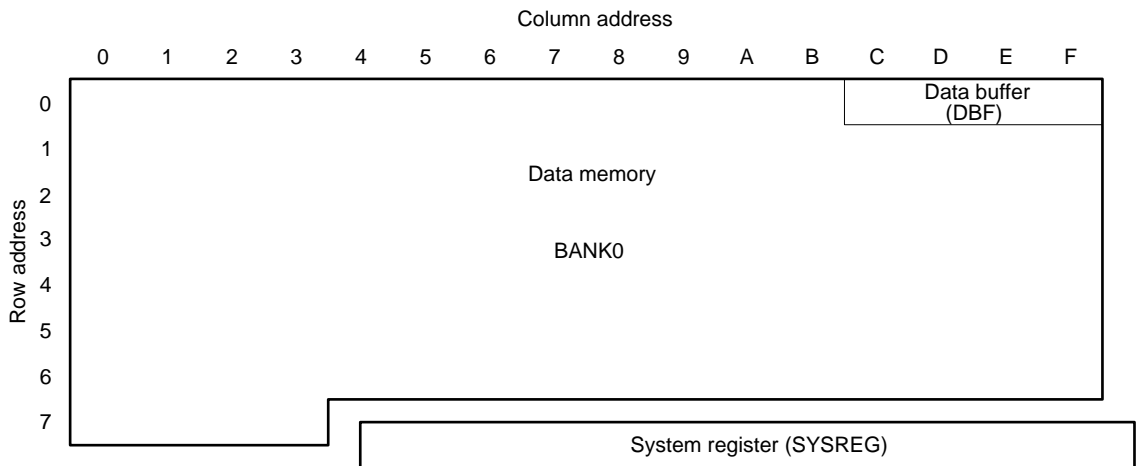 Column address
0 1 2 3 4 5 6 7 8 9 A B C D E F
Data buffer
0
(DBF)
1
Data memory
2
Row address
3
BANK0
4
5
6
7
System register (SYSREG)